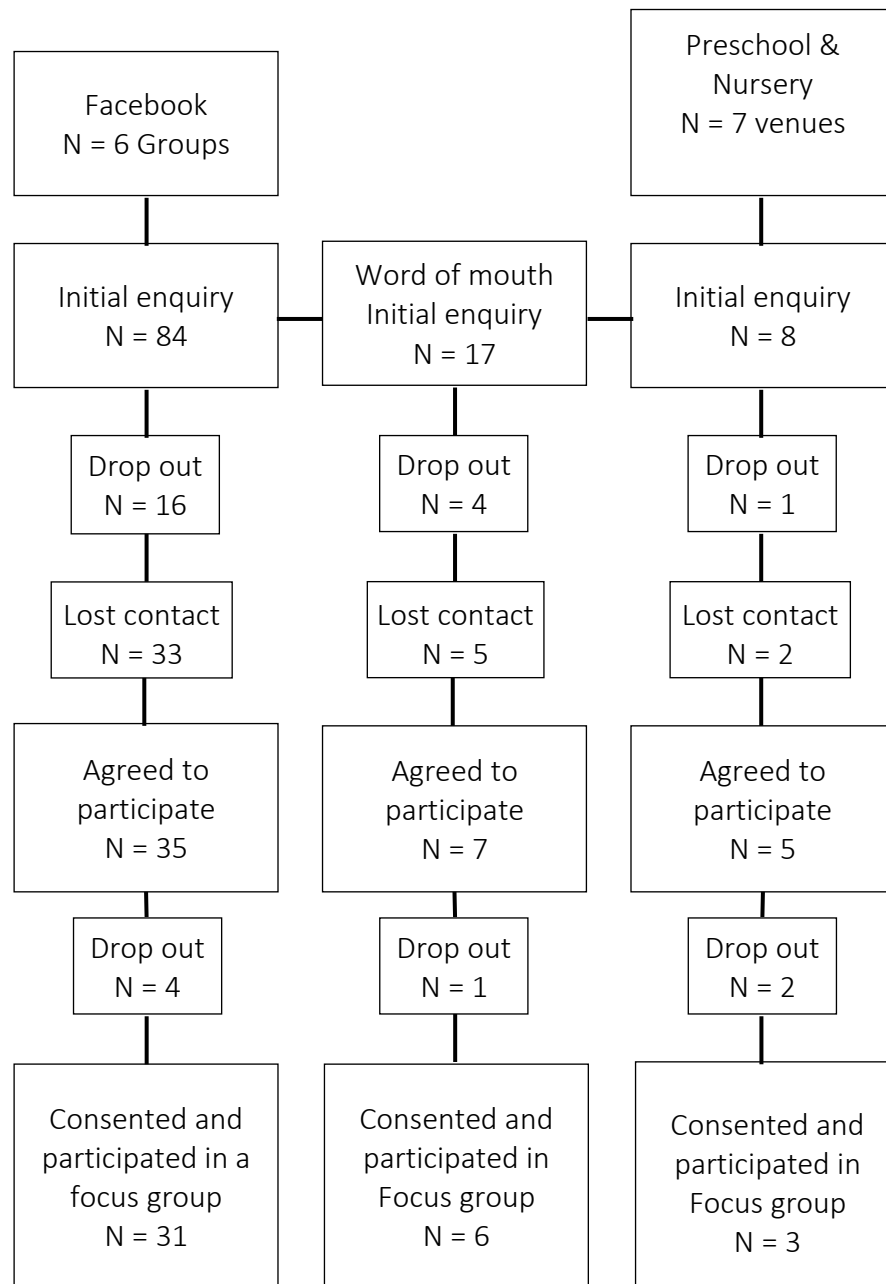 Facebook
N = 6 Groups
Preschool &
Nursery
N = 7 venues
Initial enquiry
N = 84
Word of mouth
Initial enquiry
N = 17
Initial enquiry
N = 8
Drop out
N = 16
Drop out
N = 4
Drop out
N = 1
Lost contact
N = 33
Lost contact
N = 5
Lost contact
N = 2
Agreed to
participate
N = 35
Agreed to
participate
N = 7
Agreed to
participate
N = 5
Drop out
N = 4
Drop out
N = 1
Drop out
N = 2
Consented and
participated in a
focus group
N = 31
Consented and
participated in
Focus group
N = 6
Consented and
participated in
Focus group
N = 3